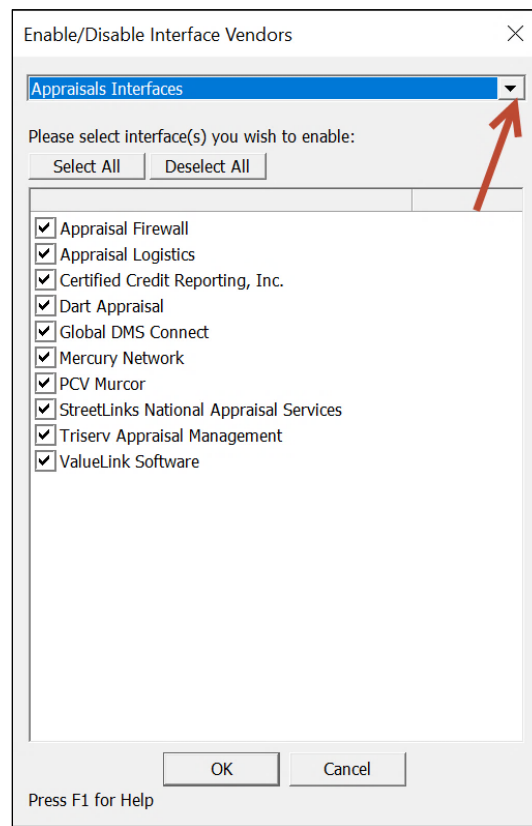 Enable/Disable Interface Vendors
Appraisals Interfaces
Please select interface(s) you wish to enable:
Select All Deselect All
Appraisal Firewall
Appraisal Logistics
Certified Credit Reporting, Inc.
Dart Appraisal
Global DMS Connect
Mercury Network
PCV Murcor
StreetLinks National Appraisal Services
Triserv Appraisal Management
ValueLink Software
OK Cancel
Press F1 for Help